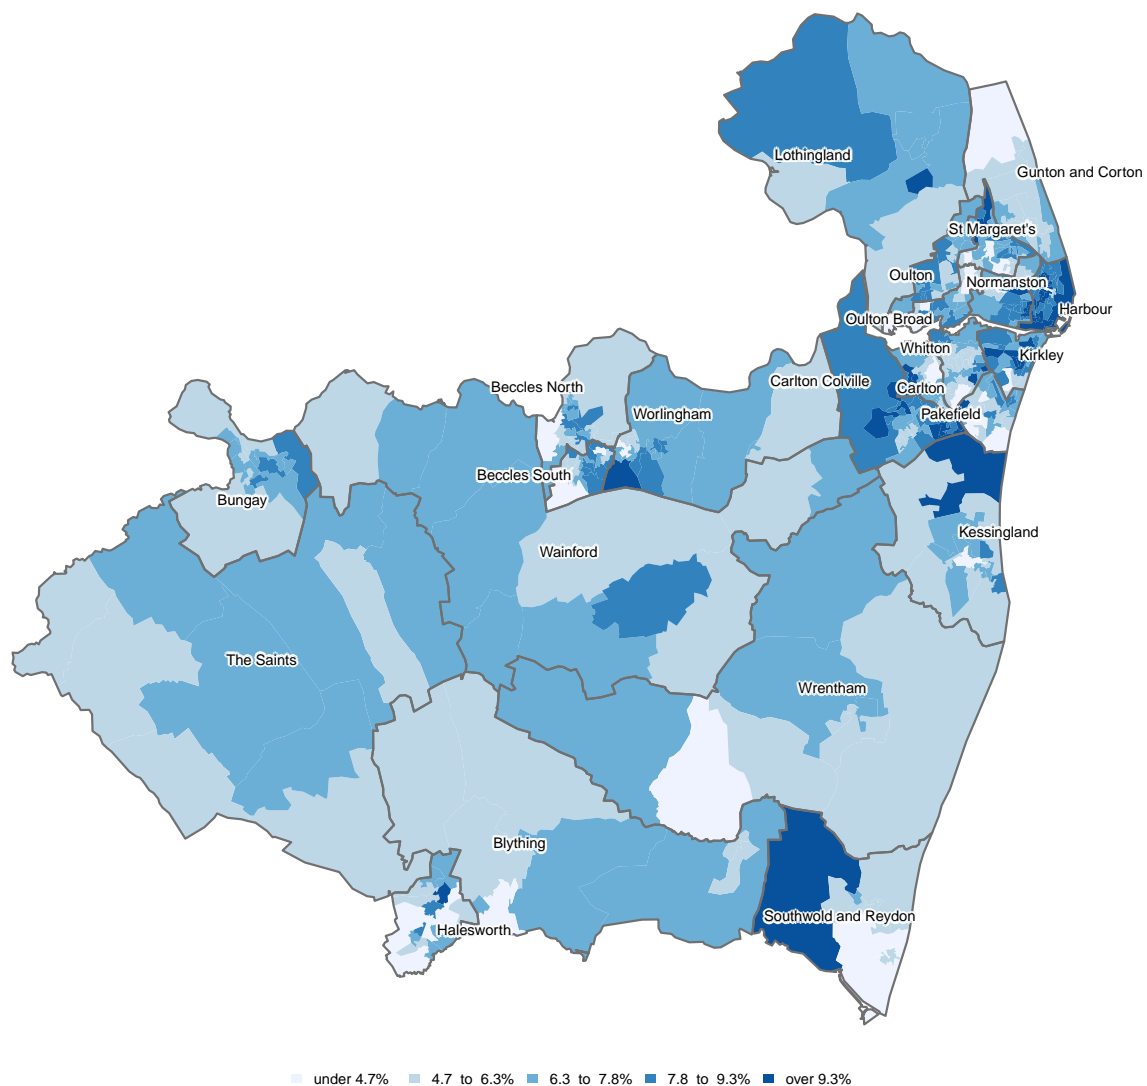 Lothingland
Gunton and Corton
St Margaret's
Oulton
Normanston
Harbour
Oulton Broad
Whitton
Kirkley
Carlton Colville
Carlton
Beccles North
Worlingham
Pakefield
Beccles South
Bungay
Kessingland
Wainford
The Saints
Wrentham
Blything
Southwold and Reydon
Halesworth
under 4.7% 4.7 to 6.3% 6.3 to 7.8% 7.8 to 9.3% over 9.3%